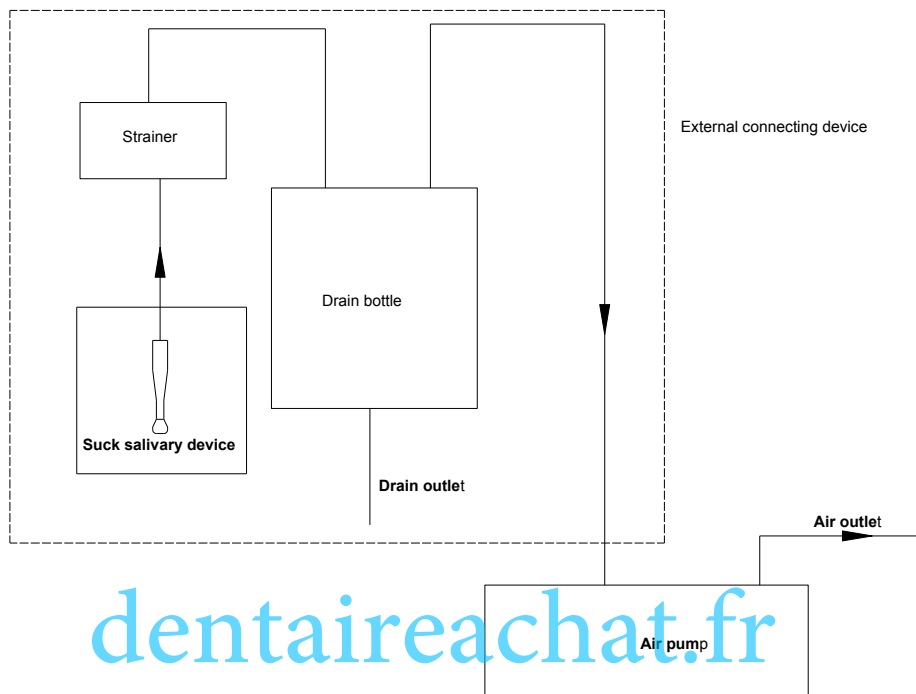 Strainer
External connecting device
Drain bottle
Suck salivary device
Drain outlet
Air outlet
dentaireachat.fr
Air pump